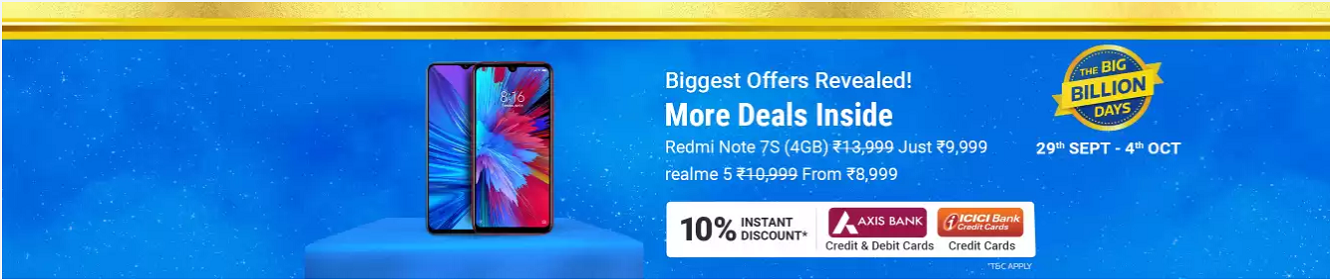 8:16
Biggest Offers Revealed!
More Deals Inside
Redmi Note 7S (4GB) ₹13,999 Just ₹9,999
realme 5 ₹10,999 From ₹8,999
THE BIG
BILLION
DAYS
29th SEPT - 4th OCT
10% INSTANT
DISCOUNT*
AXIS BANK
Credit & Debit Cards
ICICI Bank
Credit Cards
Credit Cards
*T&C APPLY